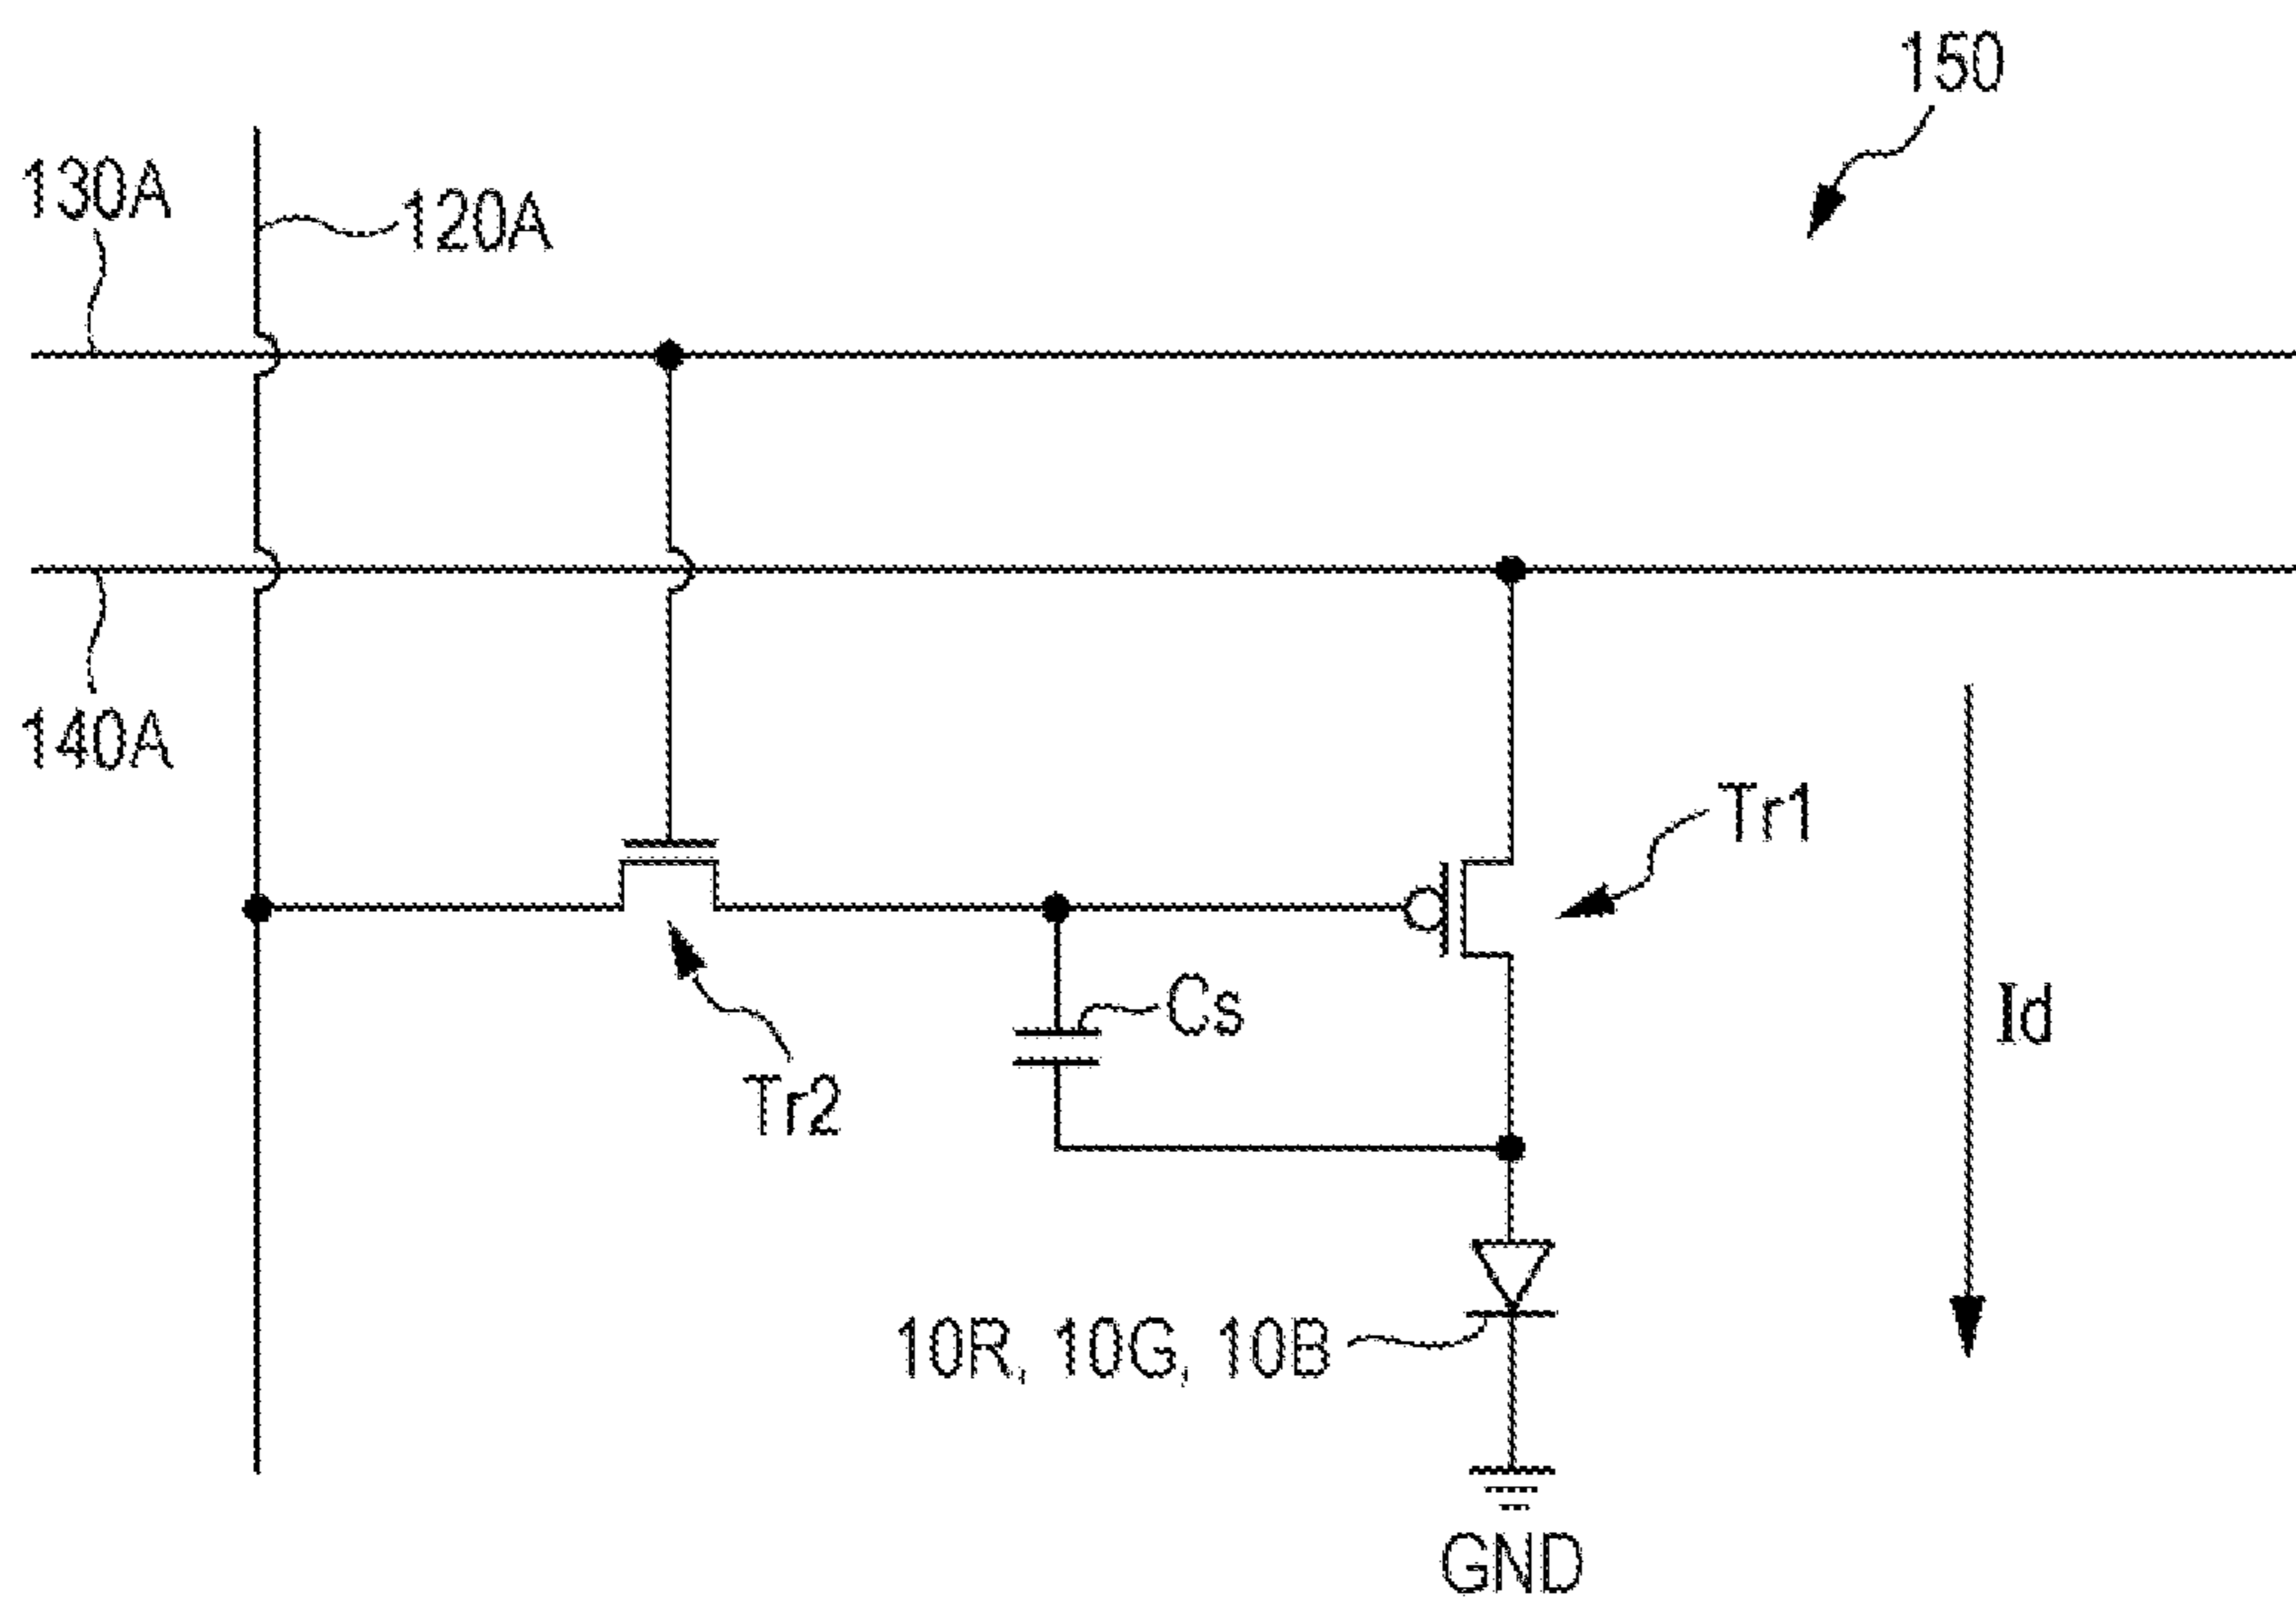 150
130A
120A
140A
Tr1
Cs
Id
Tr2
10R, 10G, 10B
GND